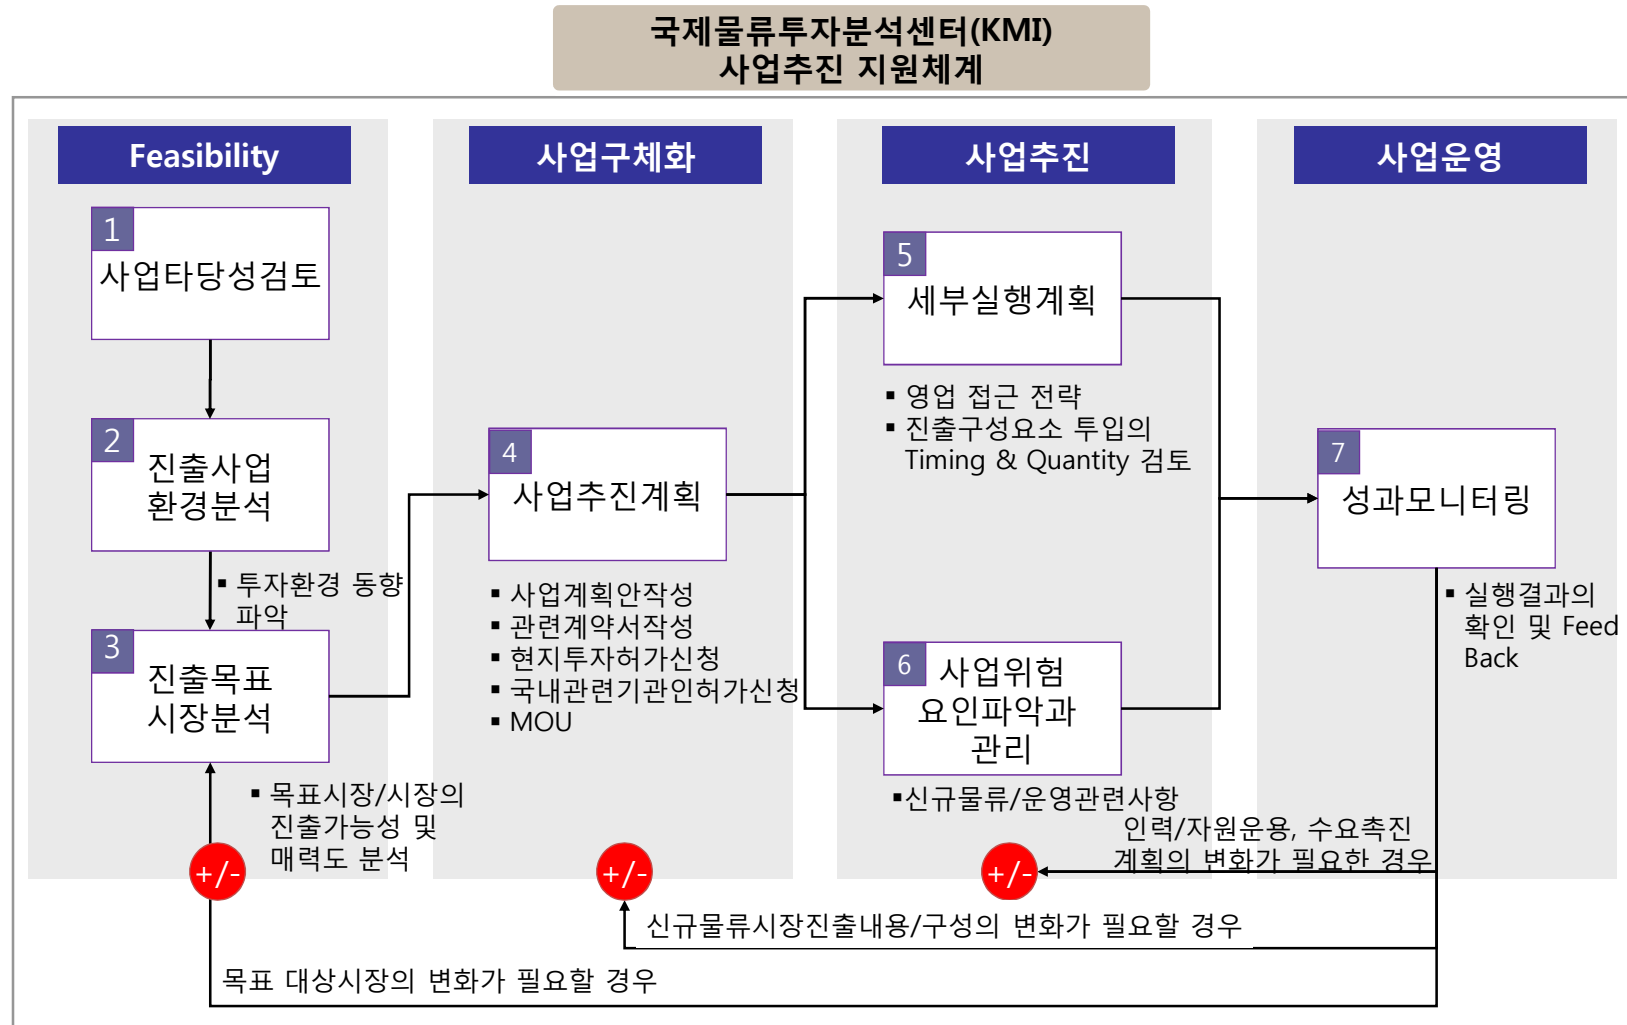 국제물류투자분석센터(KMI)
사업추진 지원체계
Feasibility
1
사업타당성검토
2
진출사업
환경분석
▪ 투자환경 동향
파악
3
진출목표
시장분석
▪ 목표시장/시장의
진출가능성 및
매력도 분석
+/-
사업구체화
4
사업추진계획
▪ 사업계획안작성
▪ 관련계약서작성
▪ 현지투자허가신청
▪ 국내관련기관인허가신청
▪ MOU
+/-
사업추진
5
세부실행계획
▪ 영업 접근 전략
▪ 진출구성요소 투입의
Timing & Quantity 검토
6
사업위험
요인파악과
관리
▪신규물류/운영관련사항
+/-
사업운영
7
성과모니터링
▪ 실행결과의
확인 및 Feed
Back
인력/자원운용, 수요촉진
계획의 변화가 필요한 경우
신규물류시장진출내용/구성의 변화가 필요할 경우
목표 대상시장의 변화가 필요할 경우